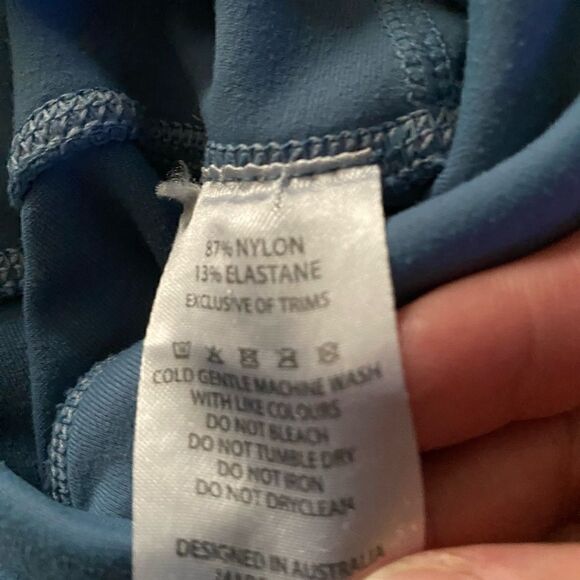 87% NYLON
13% ELASTANE
EXCLUSIVE OF TRIMS
COLD GENTLE MACHINE WASH
WITH LIKE COLOURS
DO NOT BLEACH
DO NOT TUMBLE DRY
DO NOT IRON
DO NOT DRYCLEAN
DESIGNED IN AUSTRALIA